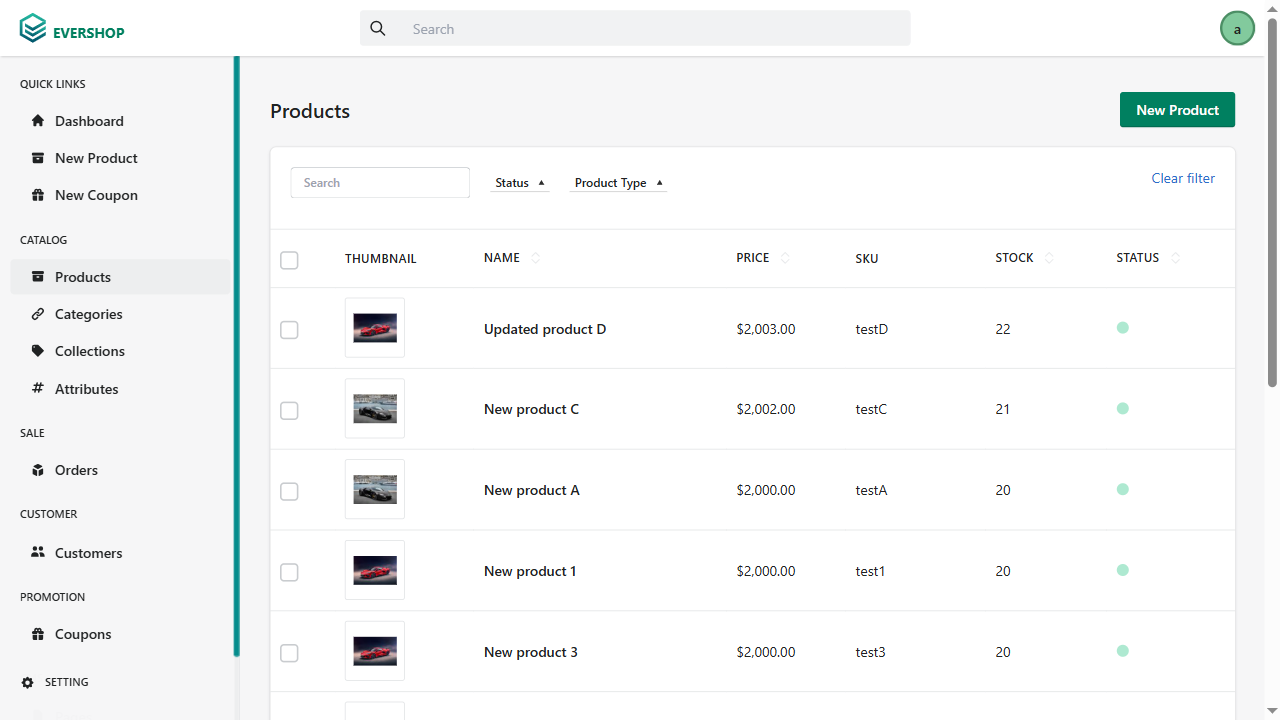 EVERSHOP
Search
a
QUICK LINKS
Dashboard
New Product
New Coupon
CATALOG
Products
Categories
Collections
Attributes
SALE
Orders
CUSTOMER
Customers
PROMOTION
Coupons
SETTING
Products
New Product
Search
Status
Product Type
Clear filter
THUMBNAIL NAME PRICE SKU STOCK STATUS
Updated product D $2,003.00 testD 22
New product C $2,002.00 testC 21
New product A $2,000.00 testA 20
New product 1 $2,000.00 test1 20
New product 3 $2,000.00 test3 20